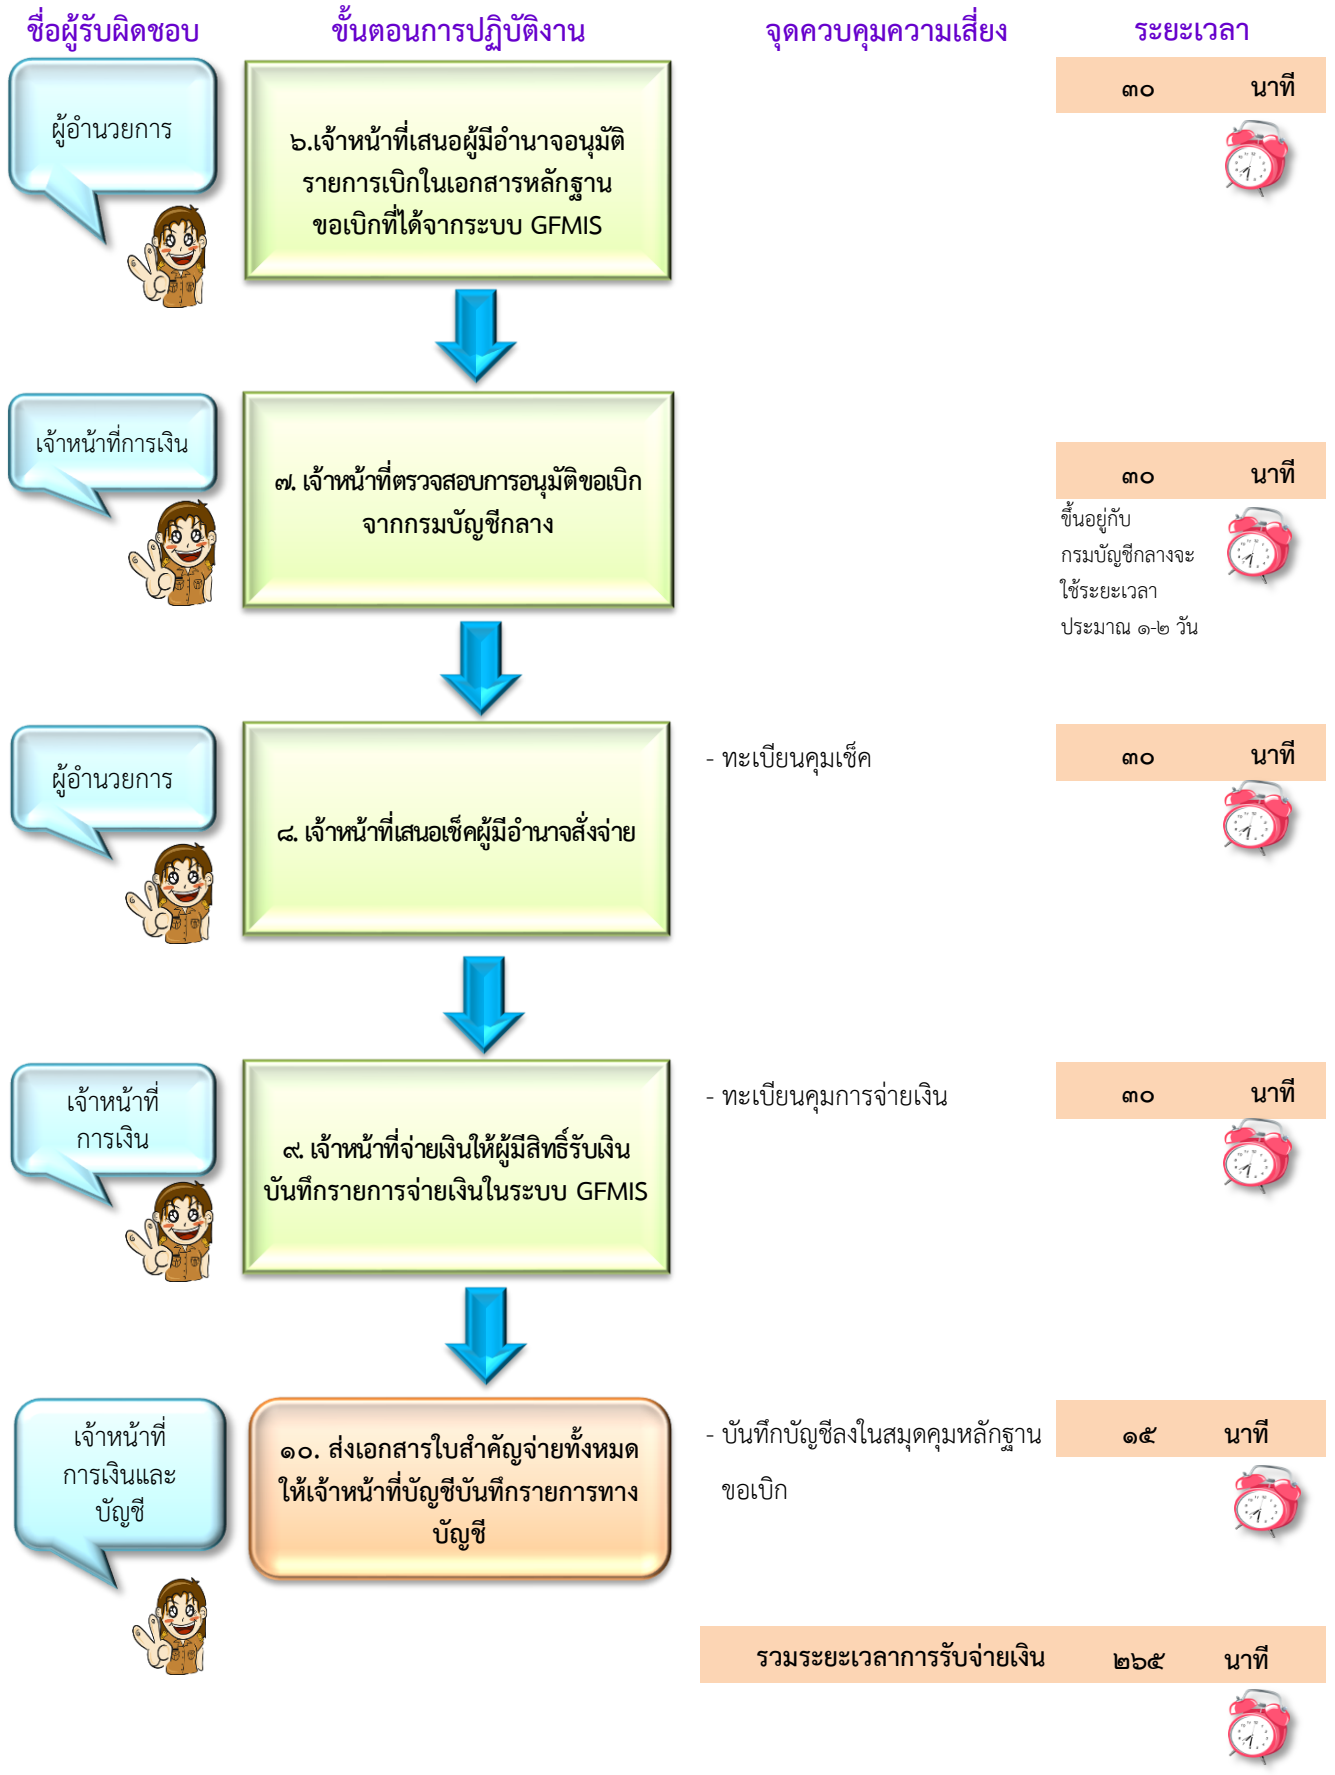 ชื่อผู้รับผิดชอบ ขั้นตอนการปฏิบัติงาน จุดควบคุมความเสี่ยง ระยะเวลา
๓๐ นาที
ผู้อำนวยการ
๖.เจ้าหน้าที่เสนอผู้มีอำนาจอนุมัติ
รายการเบิกในเอกสารหลักฐาน
ขอเบิกที่ได้จากระบบ GFMIS
เจ้าหน้าที่การเงิน
๗. เจ้าหน้าที่ตรวจสอบการอนุมัติขอเบิก
จากกรมบัญชีกลาง
๓๐ นาที
ขึ้นอยู่กับ
กรมบัญชีกลางจะ
ใช้ระยะเวลา
ประมาณ ๑-๒ วัน
ผู้อำนวยการ
๘. เจ้าหน้าที่เสนอเช็คผู้มีอำนาจสั่งจ่าย
- ทะเบียนคุมเช็ค
๓๐ นาที
เจ้าหน้าที่
การเงิน
๙. เจ้าหน้าที่จ่ายเงินให้ผู้มีสิทธิ์รับเงิน
บันทึกรายการจ่ายเงินในระบบ GFMIS
- ทะเบียนคุมการจ่ายเงิน
๓๐ นาที
เจ้าหน้าที่
การเงินและ
บัญชี
๑๐. ส่งเอกสารใบสำคัญจ่ายทั้งหมด
ให้เจ้าหน้าที่บัญชีบันทึกรายการทาง
บัญชี
- บันทึกบัญชีลงในสมุดคุมหลักฐาน
ขอเบิก
๑๕ นาที
รวมระยะเวลาการรับจ่ายเงิน ๒๖๕ นาที